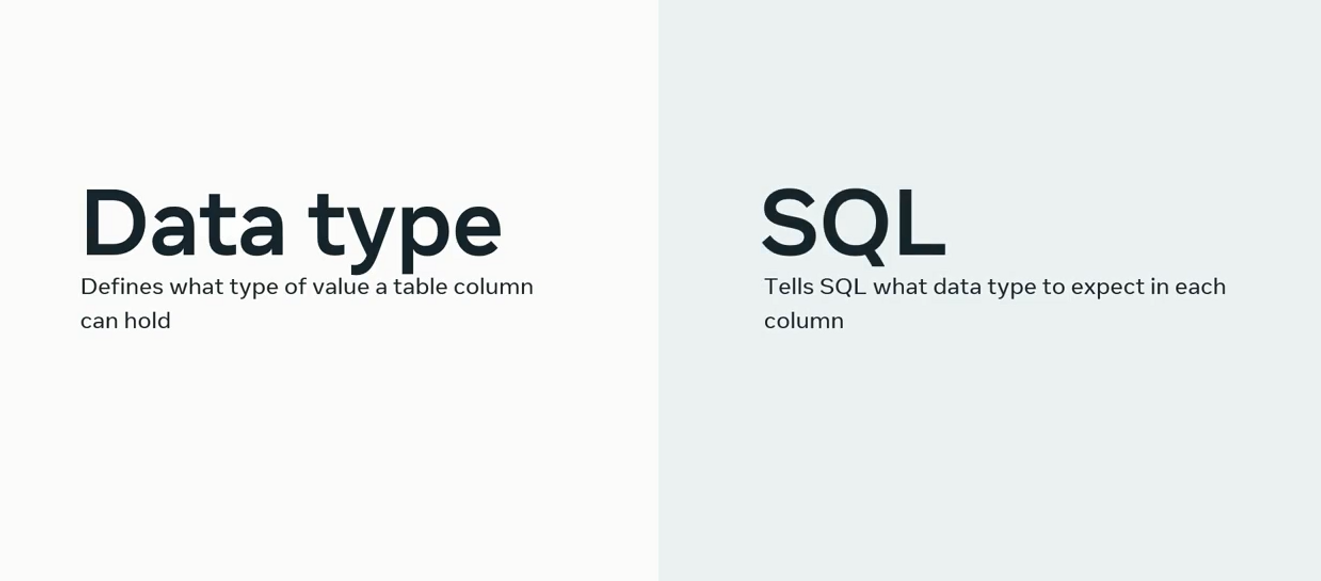 Data type
Defines what type of value a table column
can hold
SQL
Tells SQL what data type to expect in each
column